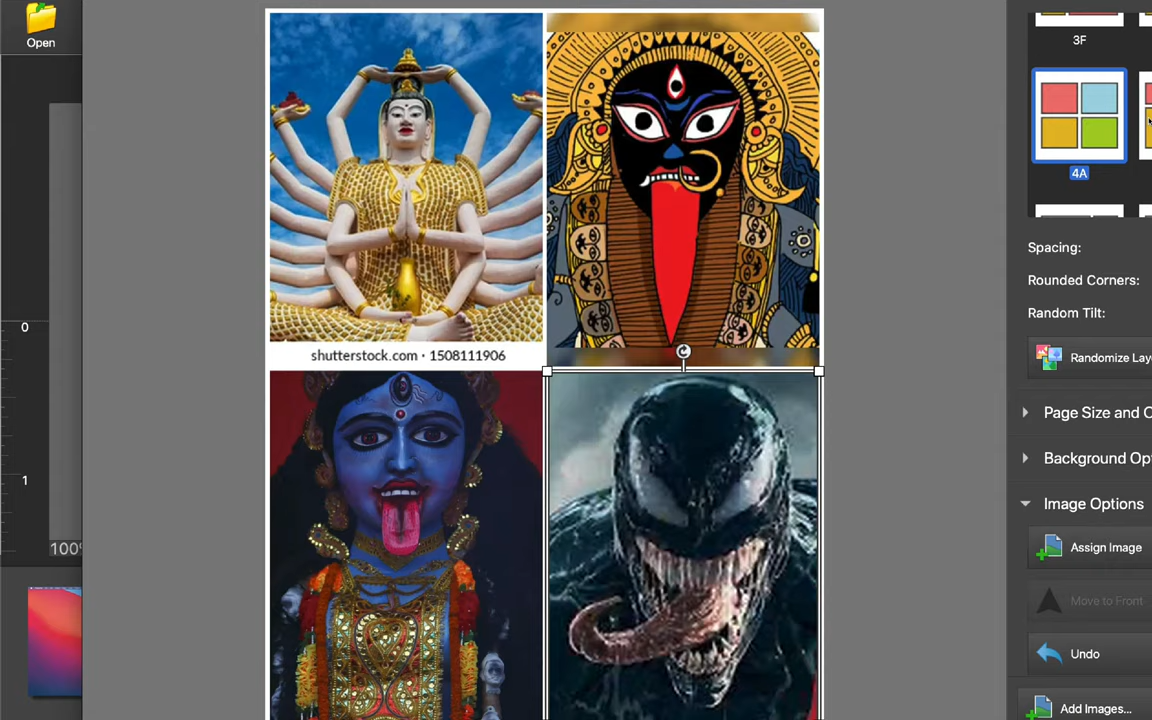 Open
3F
4A
Spacing:
0
Rounded Corners:
Random Tilt:
shutterstock.com · 1508111906
Randomize Lay
Page Size and O
Background Opt
1
Image Options
100%
Assign Image
Move to Front
Undo
Add Images...